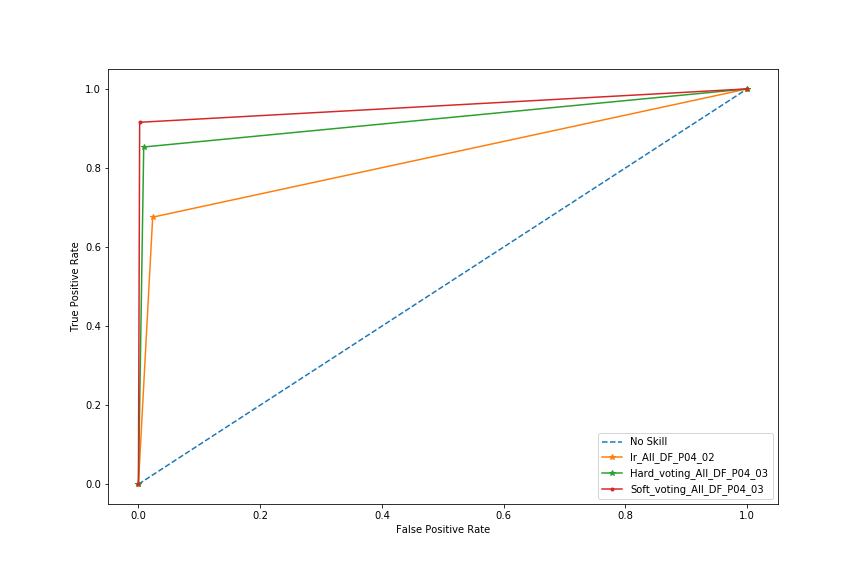 1.0
0.8
0.6
0.4
0.2
0.0
True Positive Rate
0.0 0.2 0.4 0.6 0.8 1.0
False Positive Rate
No Skill
lr_All_DF_P04_02
Hard_voting_All_DF_P04_03
Soft_voting_All_DF_P04_03